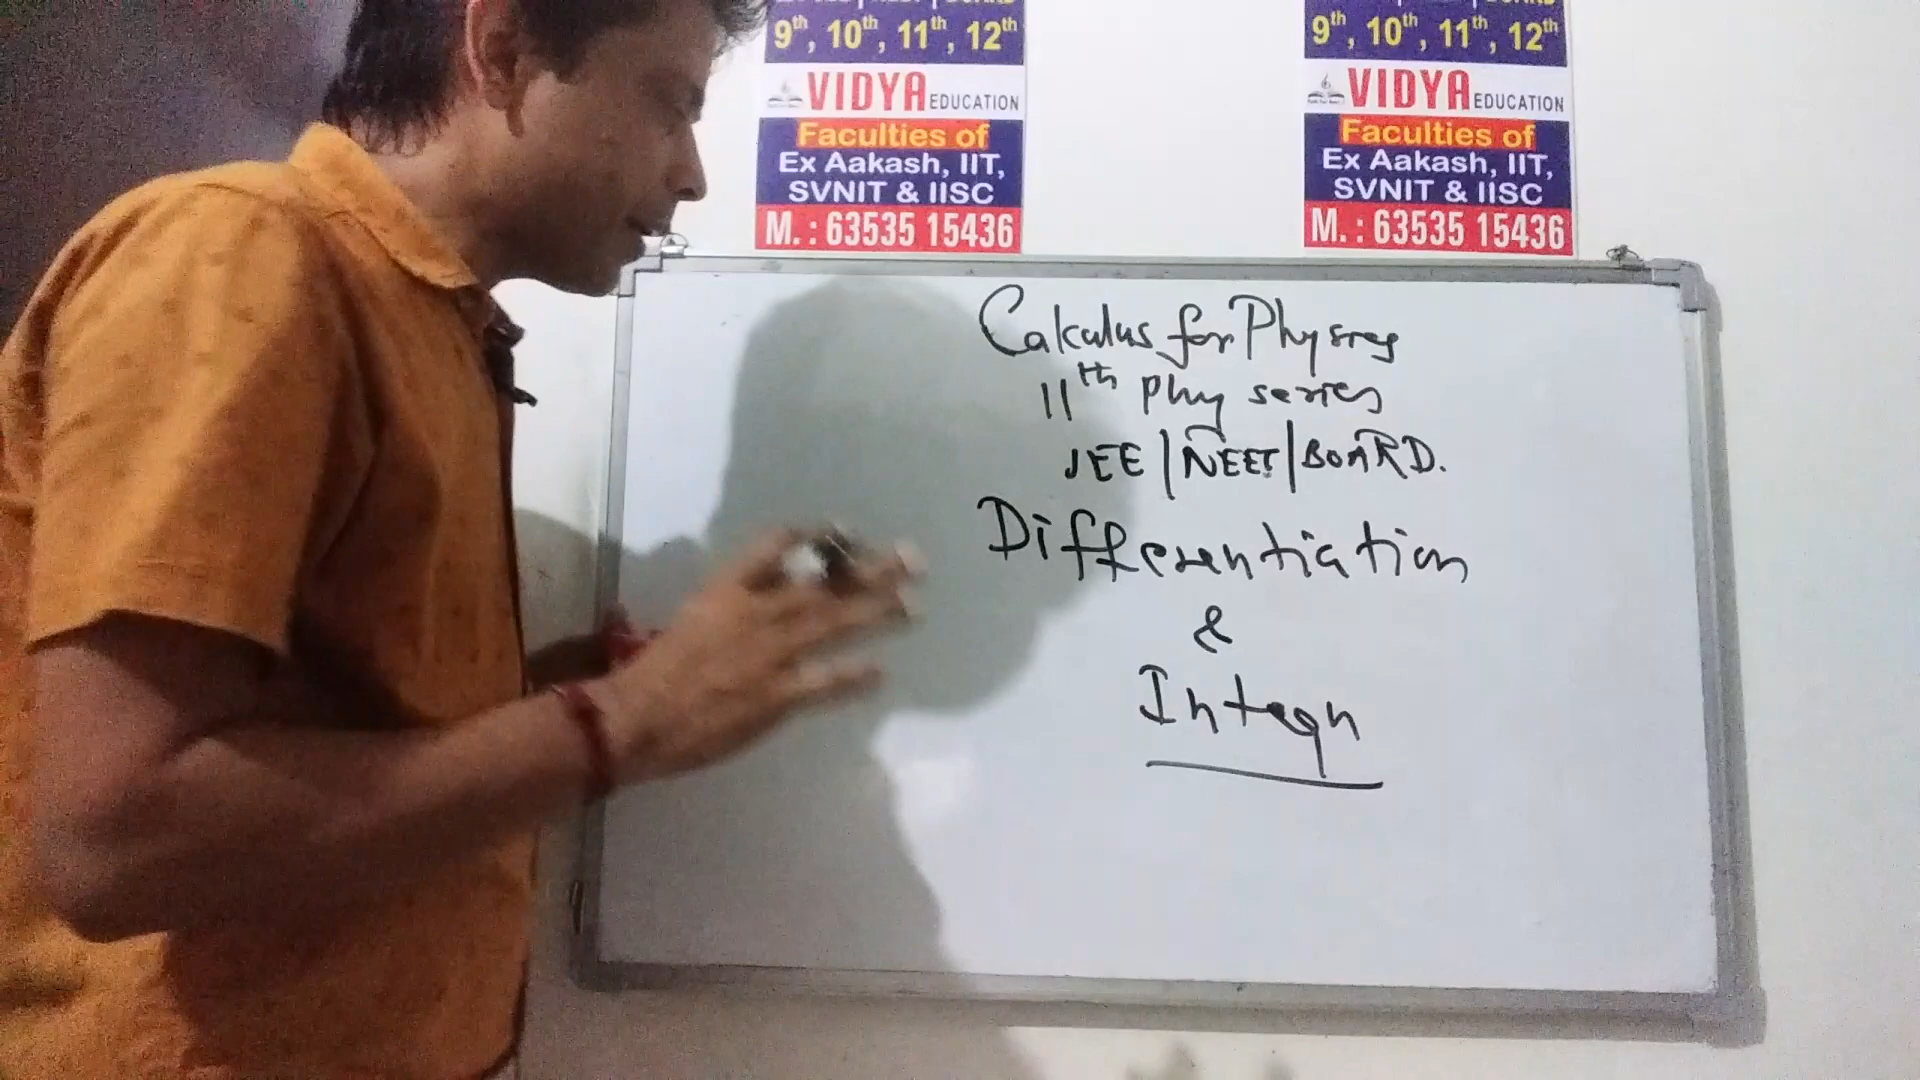 9th, 10th, 11th, 12th
VIDYA EDUCATION
Faculties of
Ex Aakash, IIT,
SVNIT & IISC
M. : 63535 15436
9th, 10th, 11th, 12th
VIDYA EDUCATION
Faculties of
Ex Aakash, IIT,
SVNIT & IISC
M. : 63535 15436
Calculus for Physics
11th Phy series
JEE | NEET | BOARD.
Differentiation
&
Integn